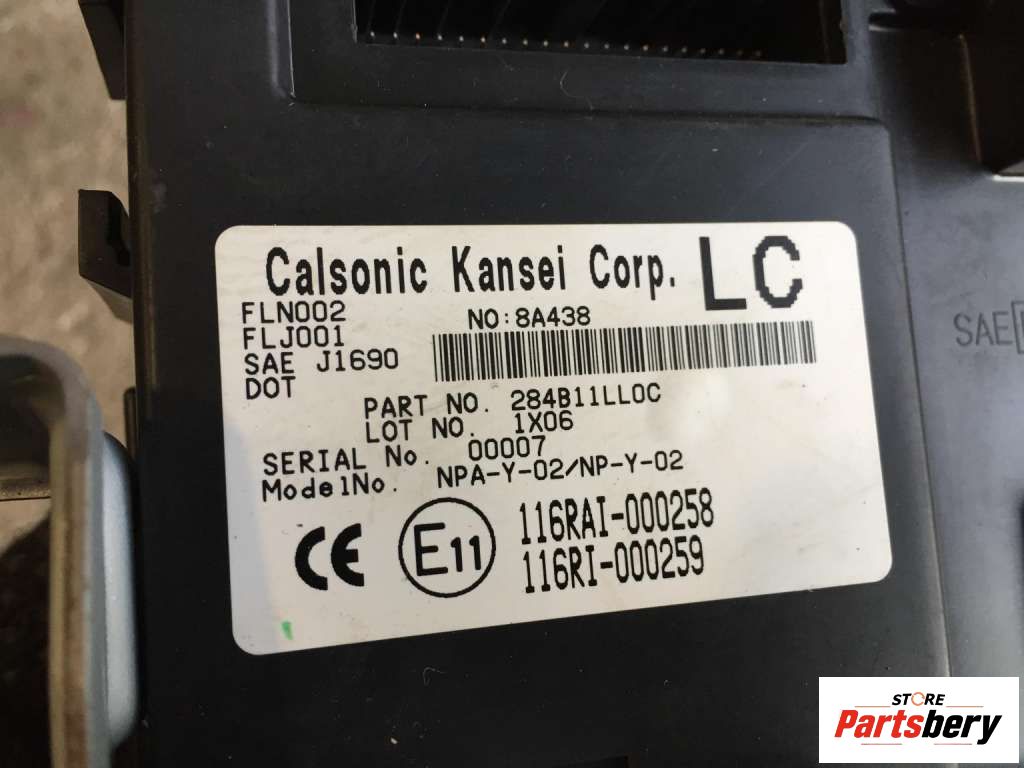 Calsonic Kansei Corp. LC
FLN002
FLJ001
SAE J1690
DOT
NO:8A438
PART NO. 284B11LL0C
LOT NO. 1X06
SERIAL No. 00007
ModelNo. NPA-Y-02/NP-Y-02
CE E11 116RAI-000258
116RI-000259
SAE
STORE
Partsbery